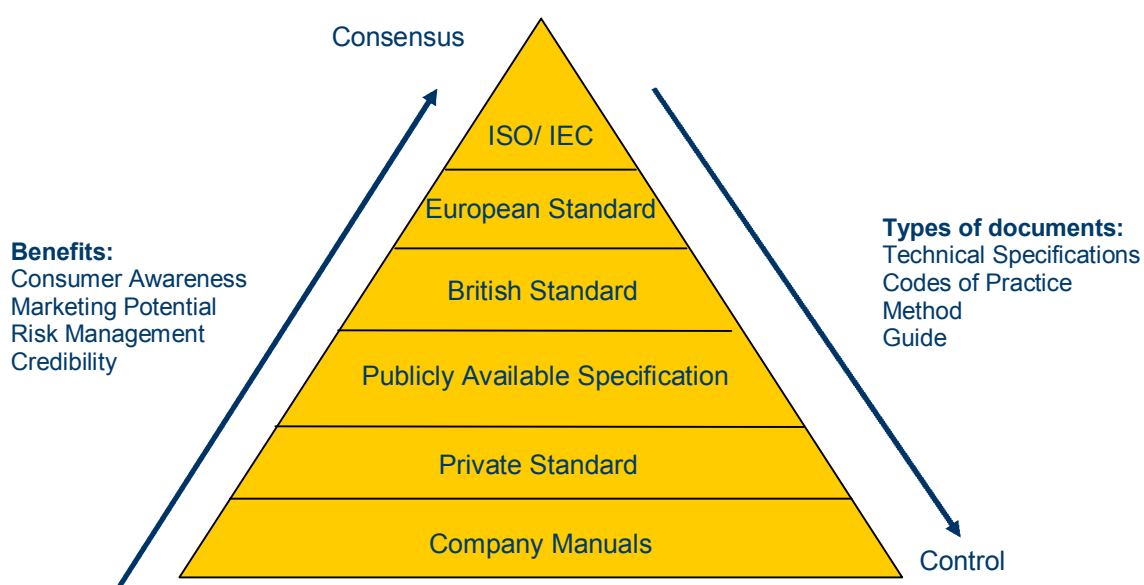 Consensus
ISO/ IEC
European Standard
British Standard
Publicly Available Specification
Private Standard
Company Manuals
Benefits:
Consumer Awareness
Marketing Potential
Risk Management
Credibility
Types of documents:
Technical Specifications
Codes of Practice
Method
Guide
Control